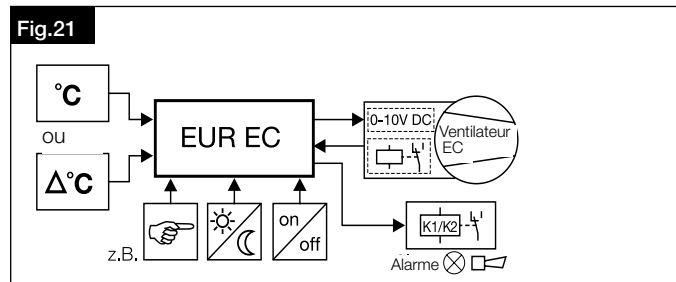 Fig.21
°C
ou
Δ°C
EUR EC
0-10V DC
Ventilateur
EC
z.B.
on
off
K1/K2
Alarme